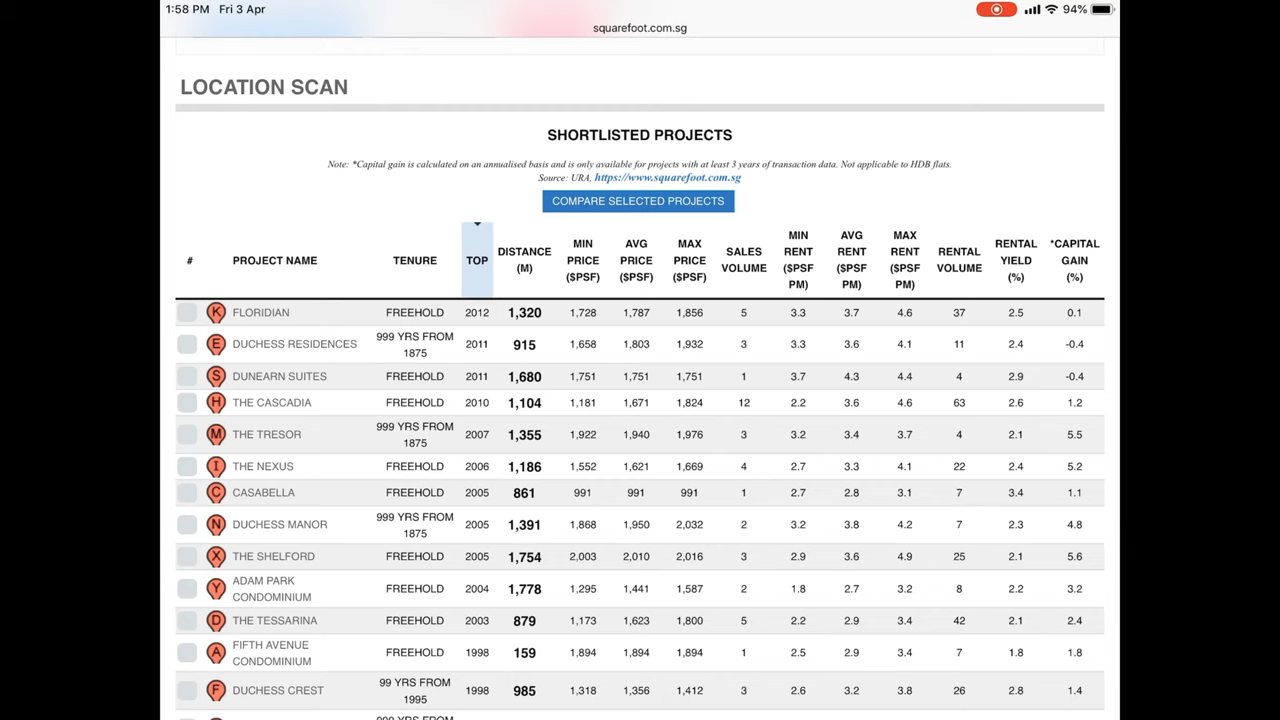 1:58 PM Fri 3 Apr 94%
squarefoot.com.sg
LOCATION SCAN
SHORTLISTED PROJECTS
Note: *Capital gain is calculated on an annualised basis and is only available for projects with at least 3 years of transaction data. Not applicable to HDB flats.
Source: URA, https://www.squarefoot.com.sg
COMPARE SELECTED PROJECTS
# PROJECT NAME TENURE TOP DISTANCE (M) MIN PRICE ($PSF) AVG PRICE ($PSF) MAX PRICE ($PSF) SALES VOLUME MIN RENT ($PSF PM) AVG RENT ($PSF PM) MAX RENT ($PSF PM) RENTAL VOLUME RENTAL YIELD (%) *CAPITAL GAIN (%)
K FLORIDIAN FREEHOLD 2012 1,320 1,728 1,787 1,856 5 3.3 3.7 4.6 37 2.5 0.1
E DUCHESS RESIDENCES 999 YRS FROM 1875 2011 915 1,658 1,803 1,932 3 3.3 3.6 4.1 11 2.4 -0.4
S DUNEARN SUITES FREEHOLD 2011 1,680 1,751 1,751 1,751 1 3.7 4.3 4.4 4 2.9 -0.4
H THE CASCADIA FREEHOLD 2010 1,104 1,181 1,671 1,824 12 2.2 3.6 4.6 63 2.6 1.2
M THE TRESOR 999 YRS FROM 1875 2007 1,355 1,922 1,940 1,976 3 3.2 3.4 3.7 4 2.1 5.5
I THE NEXUS FREEHOLD 2006 1,186 1,552 1,621 1,669 4 2.7 3.3 4.1 22 2.4 5.2
C CASABELLA FREEHOLD 2005 861 991 991 991 1 2.7 2.8 3.1 7 3.4 1.1
N DUCHESS MANOR 999 YRS FROM 1875 2005 1,391 1,868 1,950 2,032 2 3.2 3.8 4.2 7 2.3 4.8
X THE SHELFORD FREEHOLD 2005 1,754 2,003 2,010 2,016 3 2.9 3.6 4.9 25 2.1 5.6
Y ADAM PARK CONDOMINIUM FREEHOLD 2004 1,778 1,295 1,441 1,587 2 1.8 2.7 3.2 8 2.2 3.2
D THE TESSARINA FREEHOLD 2003 879 1,173 1,623 1,800 5 2.2 2.9 3.4 42 2.1 2.4
A FIFTH AVENUE CONDOMINIUM FREEHOLD 1998 159 1,894 1,894 1,894 1 2.5 2.9 3.4 7 1.8 1.8
F DUCHESS CREST 99 YRS FROM 1995 1998 985 1,318 1,356 1,412 3 2.6 3.2 3.8 26 2.8 1.4